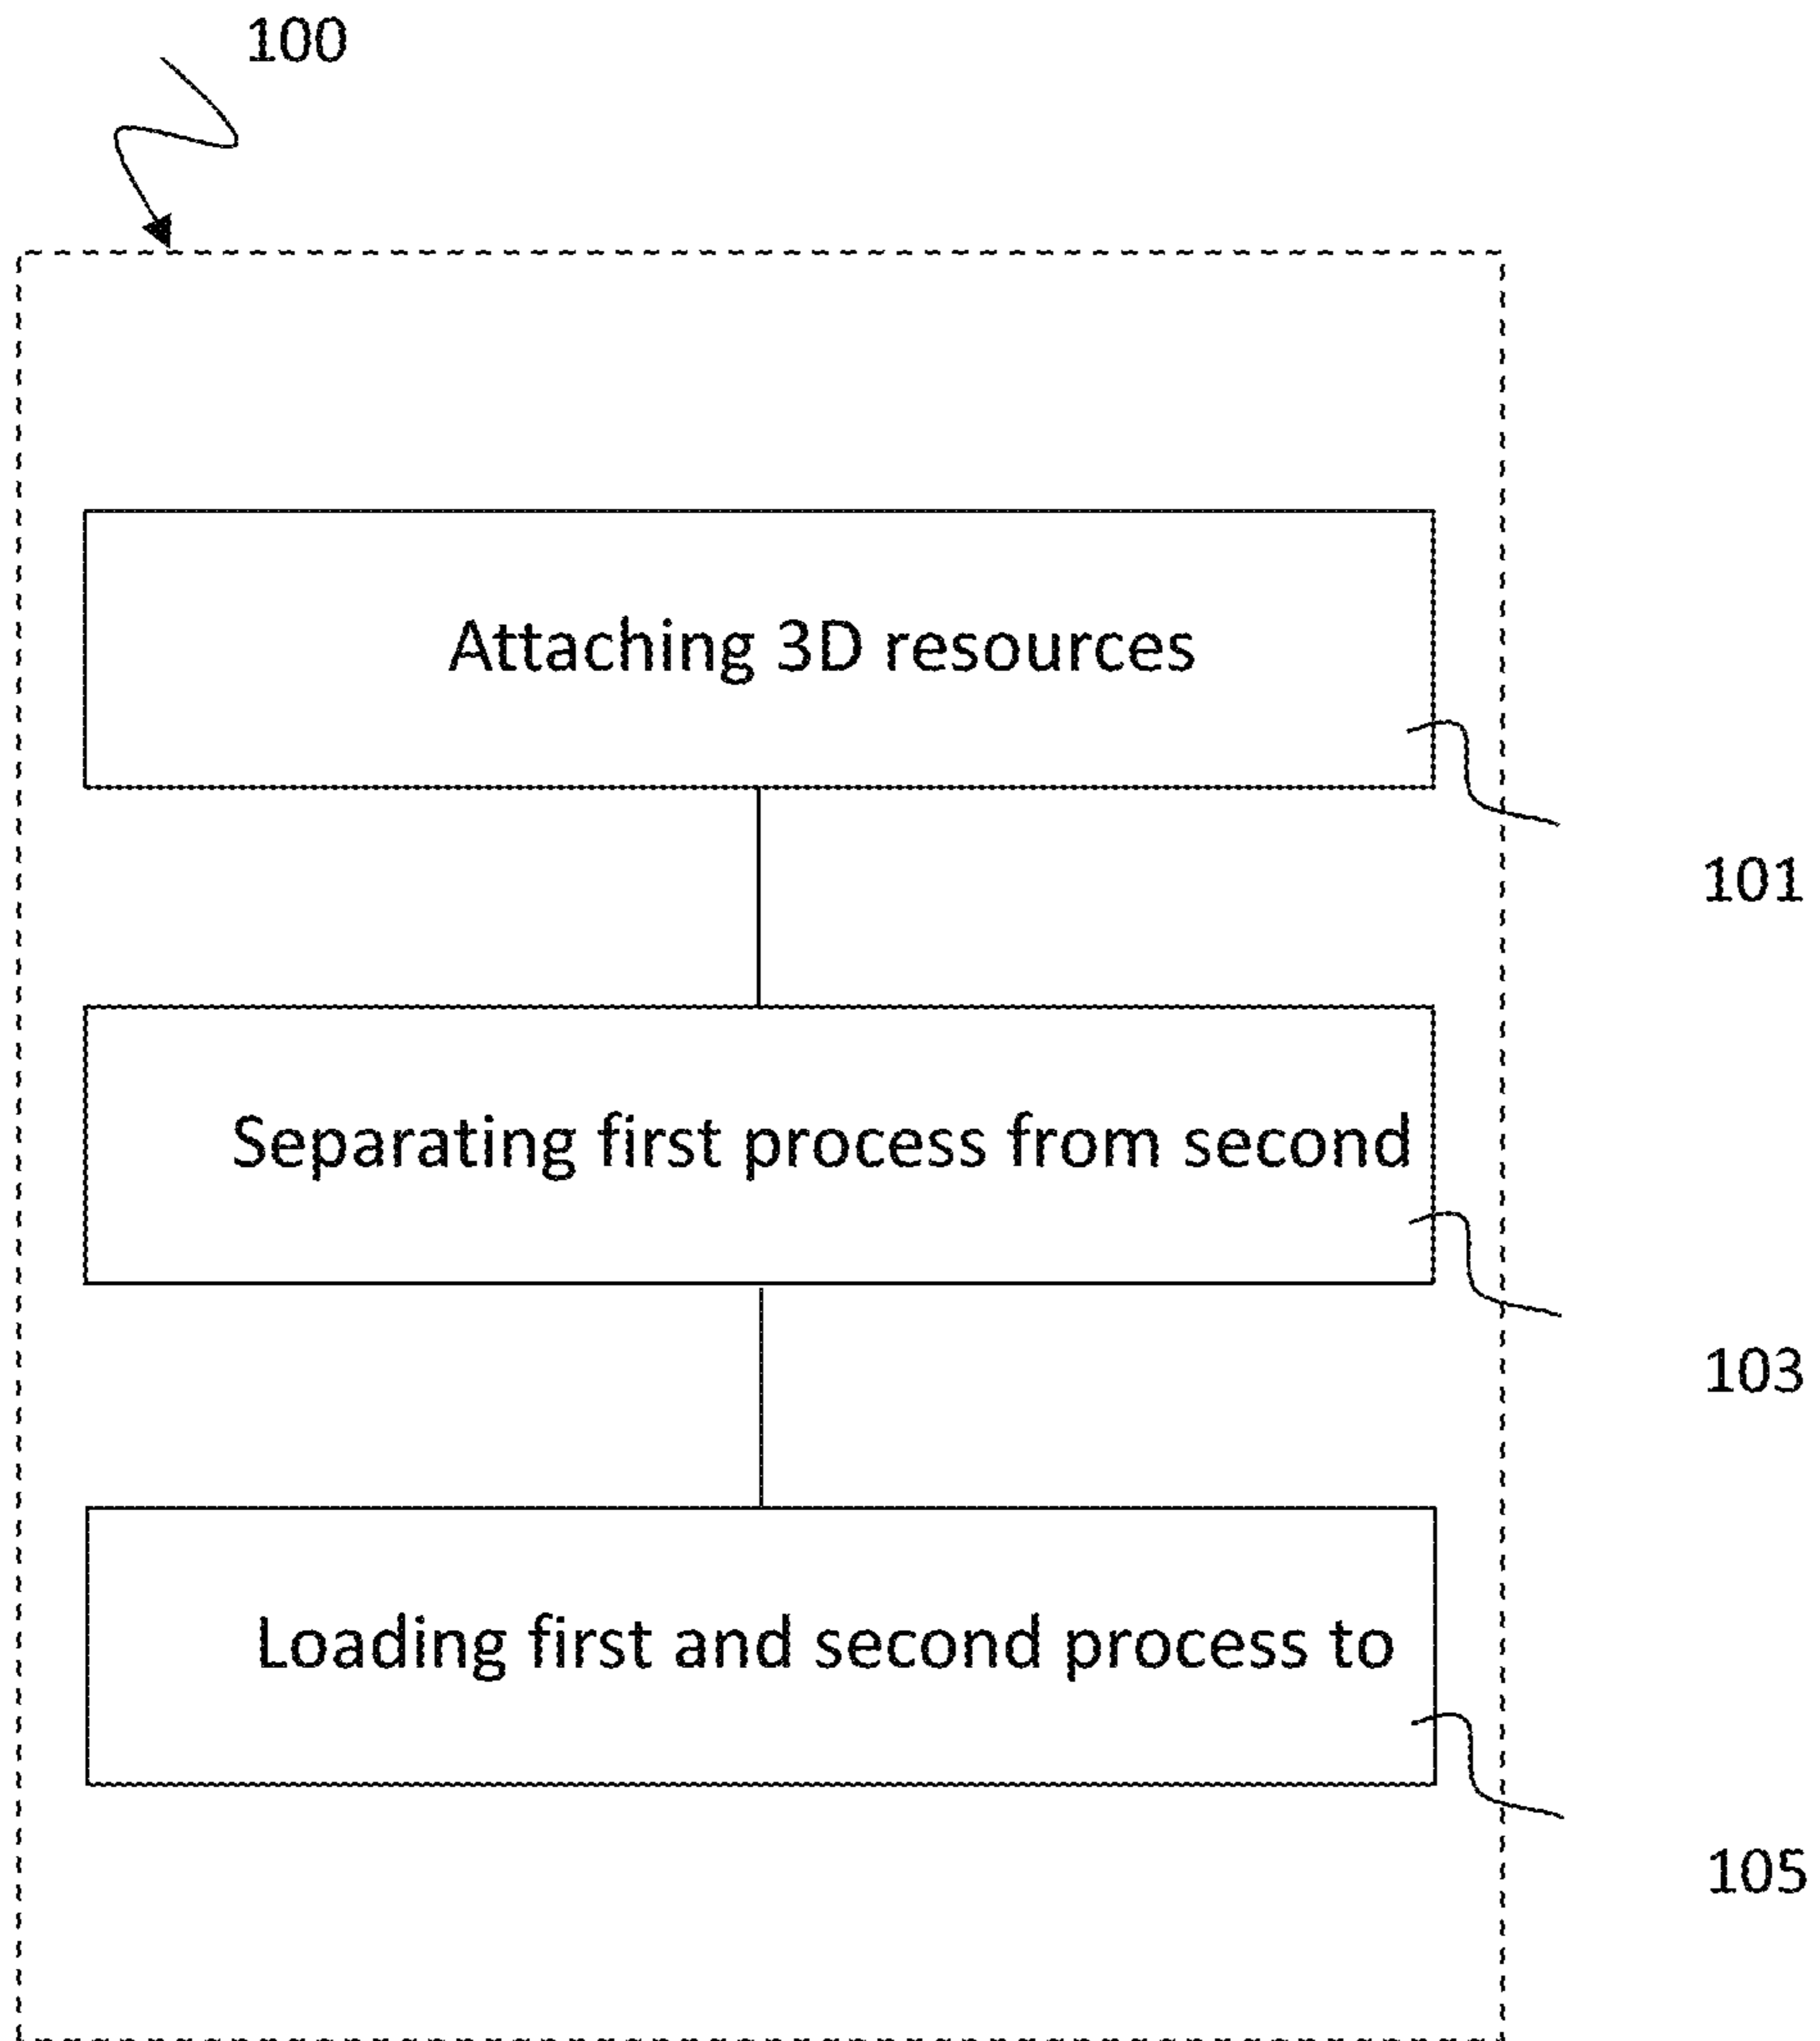 100
Attaching 3D resources
101
Separating first process from second
103
Loading first and second process to
105